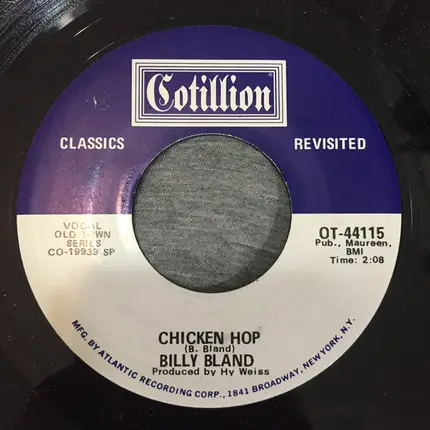 Cotillion
CLASSICS REVISITED
VOCAL
OLD TOWN
SERIES
CO-19939 SP
OT-44115
Pub., Maureen,
BMI
Time: 2:08
CHICKEN HOP
(B. Bland)
BILLY BLAND
Produced by Hy Weiss
MFG. BY ATLANTIC RECORDING CORP., 1841 BROADWAY, NEW YORK, N.Y.